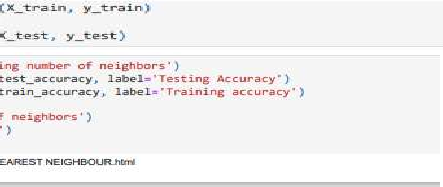 (X_train, y_train)
X_test, y_test)
ing number of neighbors')
test_accuracy, label='Testing Accuracy')
train_accuracy, label='Training accuracy')
f neighbors')
')
EAREST NEIGHBOUR.html